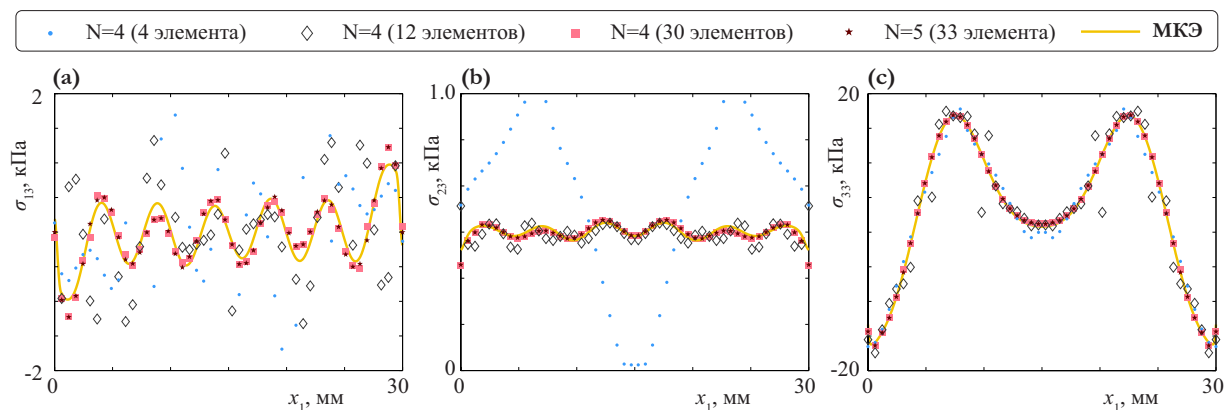 N=4 (4 элемента) N=4 (12 элементов) N=4 (30 элементов) N=5 (33 элемента) МКЭ
(a) (b) (c)
2 1.0 20
σ13, кПа σ23, кПа σ33, кПа
-2 0 -20
0 30 0 30 0 30
x1, мм x1, мм x1, мм